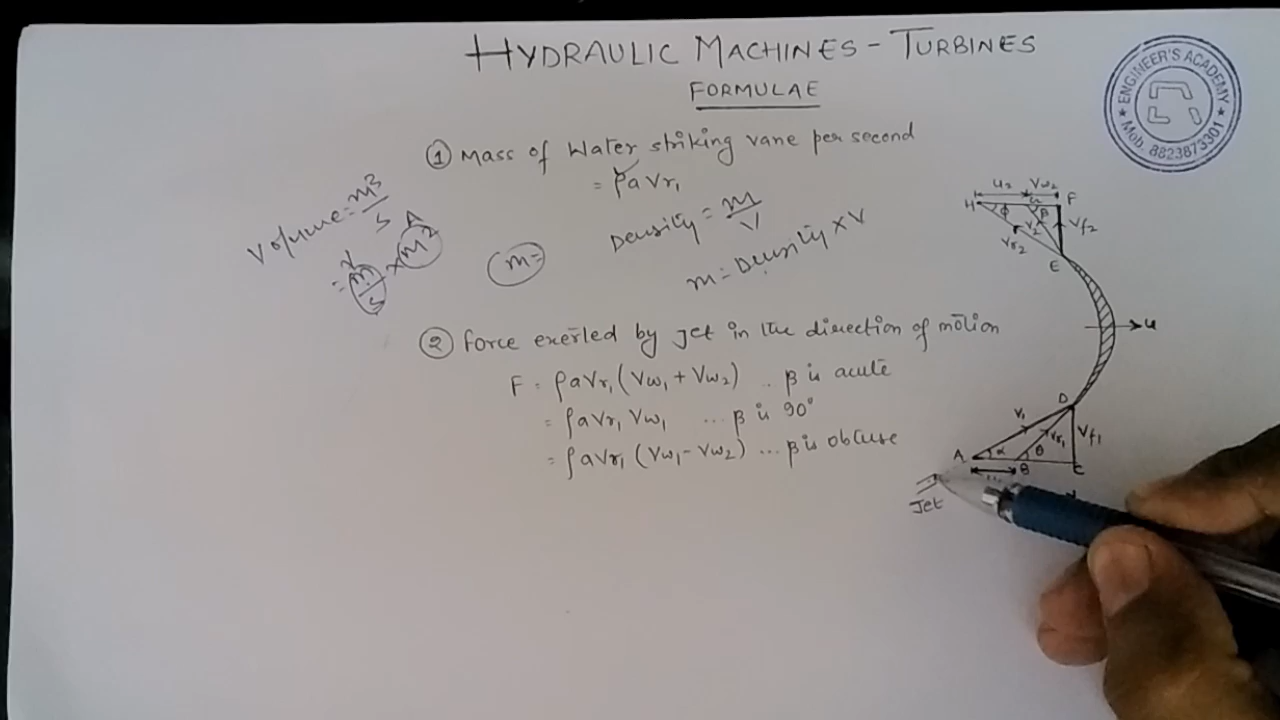 HYDRAULIC MACHINES - TURBINES
FORMULAE
ENGINEER'S ACADEMY
Mob. 8823873301
① Mass of Water striking vane per second
= ρaVr₁
Volume = m³/s
= m/s × m²
V A
m=
Density = m/V
m = Density × V
② Force exerted by Jet in the direction of motion
F = ρaVr₁ (Vw₁ + Vw₂) .. β is acute
= ρaVr₁ Vw₁ ... β is 90°
= ρaVr₁ (Vw₁ - Vw₂) ... β is obtuse
u₂ Vw₂
H F
ϕ β
V₂ Vf₂
Vr₂
E
u
D
V₁ Vr₁ Vf₁
A α θ
B C
Jet